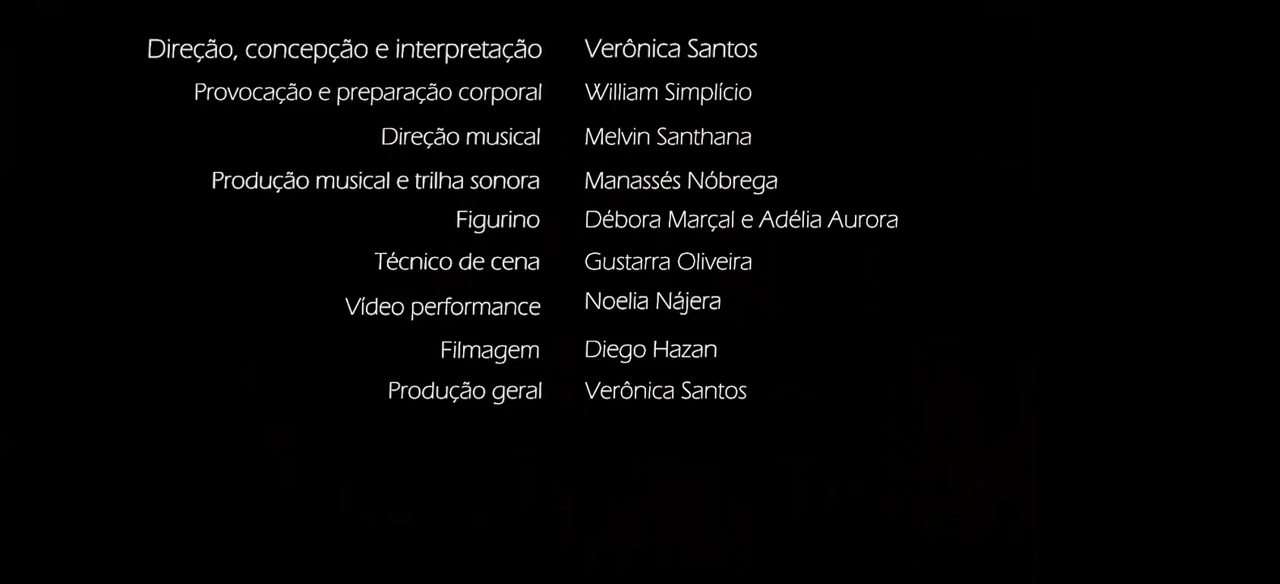 Direção, concepção e interpretação Verônica Santos
Provocação e preparação corporal William Simplício
Direção musical Melvin Santhana
Produção musical e trilha sonora Manassés Nóbrega
Figurino Débora Marçal e Adélia Aurora
Técnico de cena Gustarra Oliveira
Vídeo performance Noelia Nájera
Filmagem Diego Hazan
Produção geral Verônica Santos